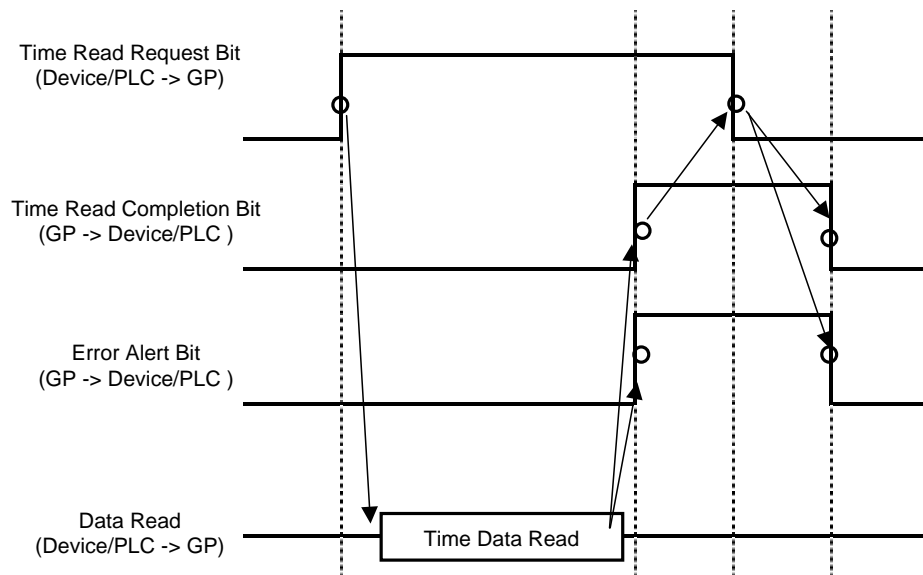 Time Read Request Bit
(Device/PLC -> GP)
Time Read Completion Bit
(GP -> Device/PLC )
Error Alert Bit
(GP -> Device/PLC )
Data Read
(Device/PLC -> GP)
Time Data Read